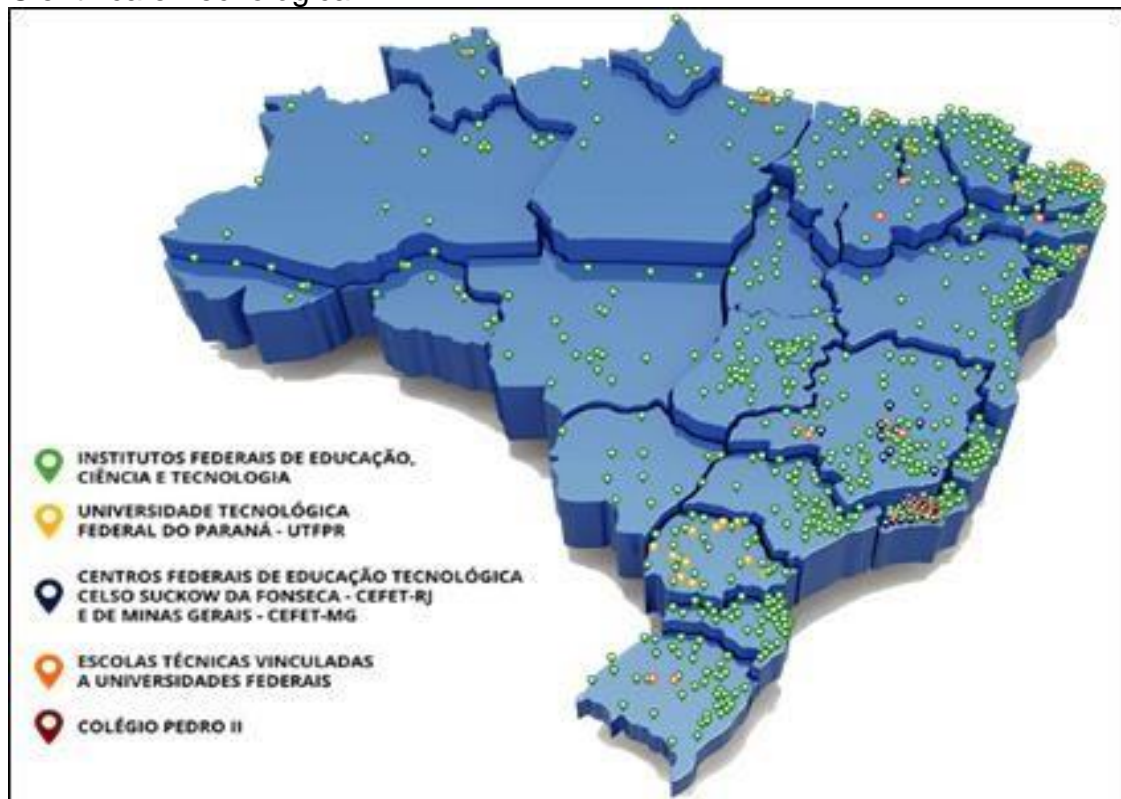 INSTITUTOS FEDERAIS DE EDUCAÇÃO,
CIÊNCIA E TECNOLOGIA
UNIVERSIDADE TECNOLÓGICA
FEDERAL DO PARANÁ - UTFPR
CENTROS FEDERAIS DE EDUCAÇÃO TECNOLÓGICA
CELSO SUCKOW DA FONSECA - CEFET-RJ
E DE MINAS GERAIS - CEFET-MG
ESCOLAS TÉCNICAS VINCULADAS
A UNIVERSIDADES FEDERAIS
COLÉGIO PEDRO II